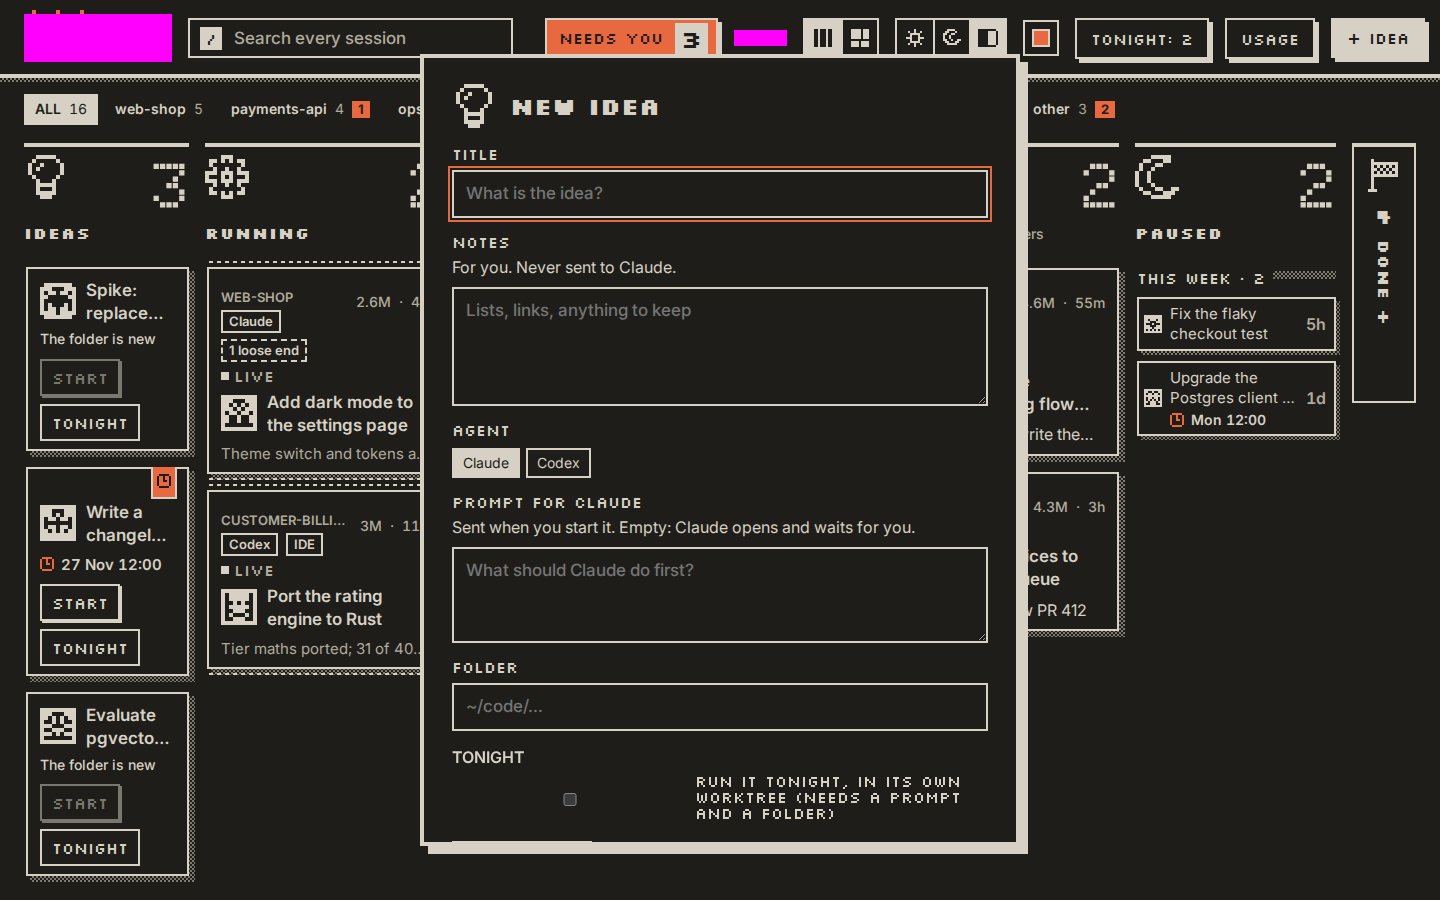 / Search every session
NEEDS YOU 3
TONIGHT: 2
USAGE
+ IDEA
ALL 16
web-shop 5
payments-api 4 1
ops
other 3 2
3
IDEAS
Spike:
replace...
The folder is new
START
TONIGHT
Write a
changel...
27 Nov 12:00
START
TONIGHT
Evaluate
pgvecto...
The folder is new
START
TONIGHT
RUNNING
WEB-SHOP
2.6M · 4
Claude
1 loose end
LIVE
Add dark mode to
the settings page
Theme switch and tokens a...
CUSTOMER-BILLI...
3M · 11
Codex IDE
LIVE
Port the rating
engine to Rust
Tier maths ported; 31 of 40...
NEW IDEA
TITLE
What is the idea?
NOTES
For you. Never sent to Claude.
Lists, links, anything to keep
AGENT
Claude Codex
PROMPT FOR CLAUDE
Sent when you start it. Empty: Claude opens and waits for you.
What should Claude do first?
FOLDER
~/code/...
TONIGHT
RUN IT TONIGHT, IN ITS OWN
WORKTREE (NEEDS A PROMPT
AND A FOLDER)
2
ers
.6M · 55m
g flow...
rite the...
4.3M · 3h
ices to
ueue
v PR 412
2
PAUSED
THIS WEEK · 2
Fix the flaky
checkout test
5h
Upgrade the
Postgres client ...
1d
Mon 12:00
4 DONE +